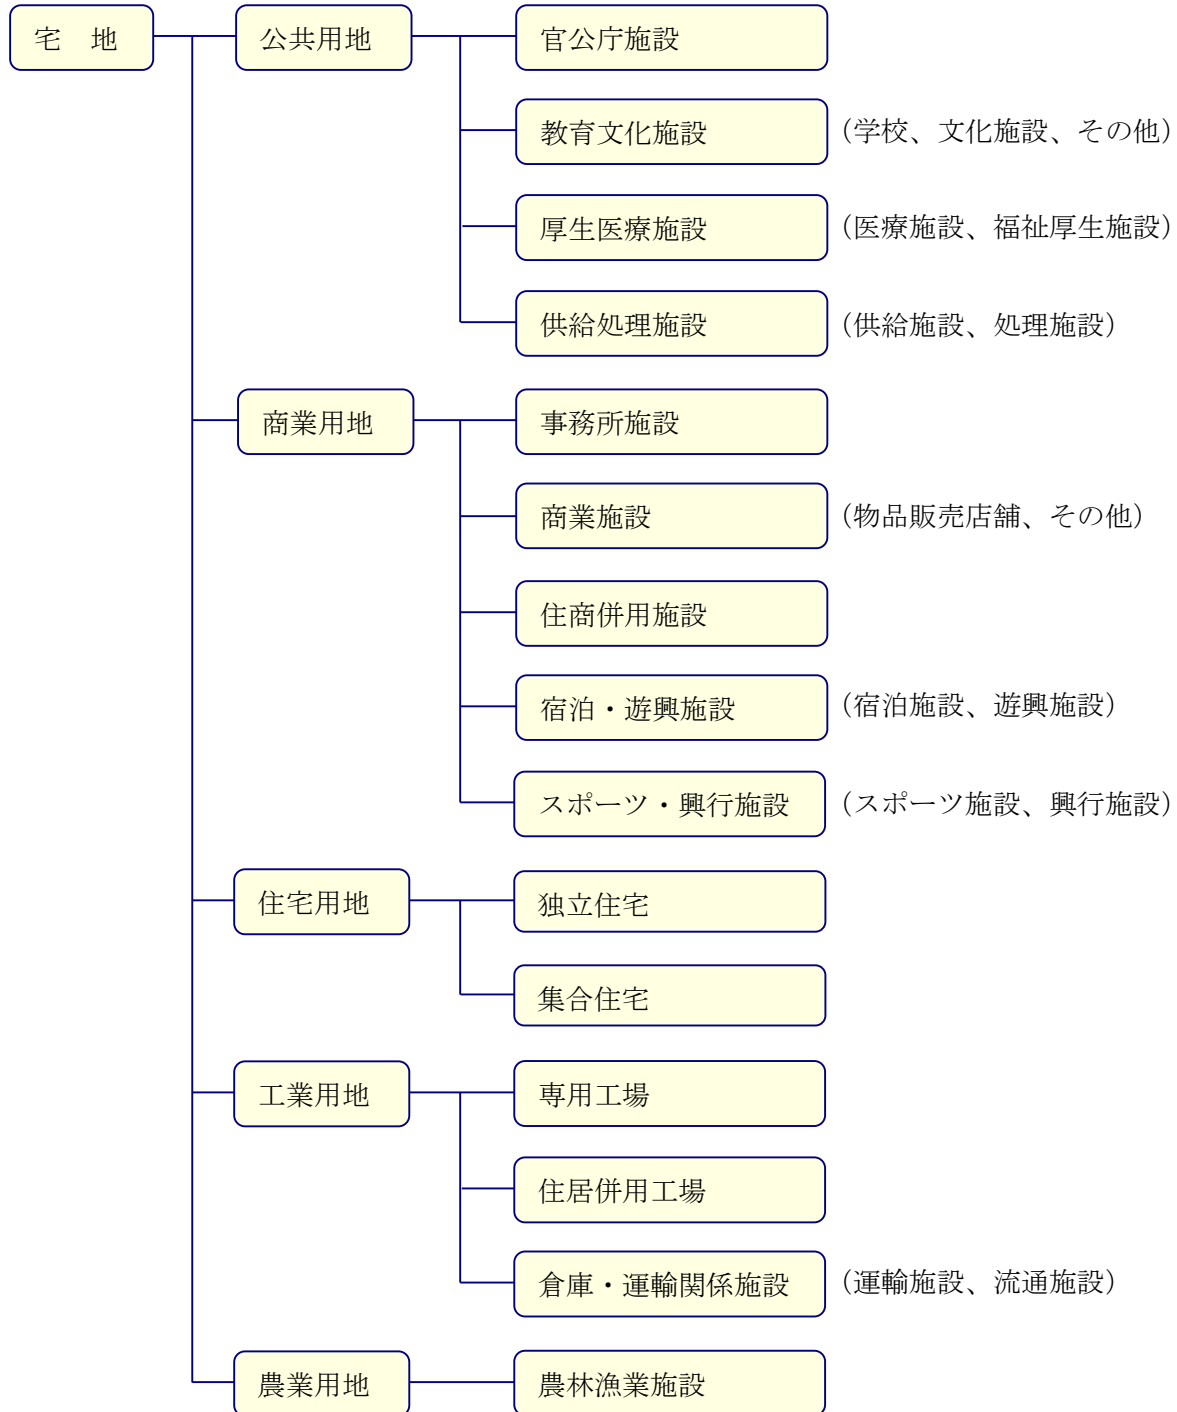 宅　地
公共用地
官公庁施設
教育文化施設
（学校、文化施設、その他）
厚生医療施設
（医療施設、福祉厚生施設）
供給処理施設
（供給施設、処理施設）
商業用地
事務所施設
商業施設
（物品販売店舗、その他）
住商併用施設
宿泊・遊興施設
（宿泊施設、遊興施設）
スポーツ・興行施設
（スポーツ施設、興行施設）
住宅用地
独立住宅
集合住宅
工業用地
専用工場
住居併用工場
倉庫・運輸関係施設
（運輸施設、流通施設）
農業用地
農林漁業施設